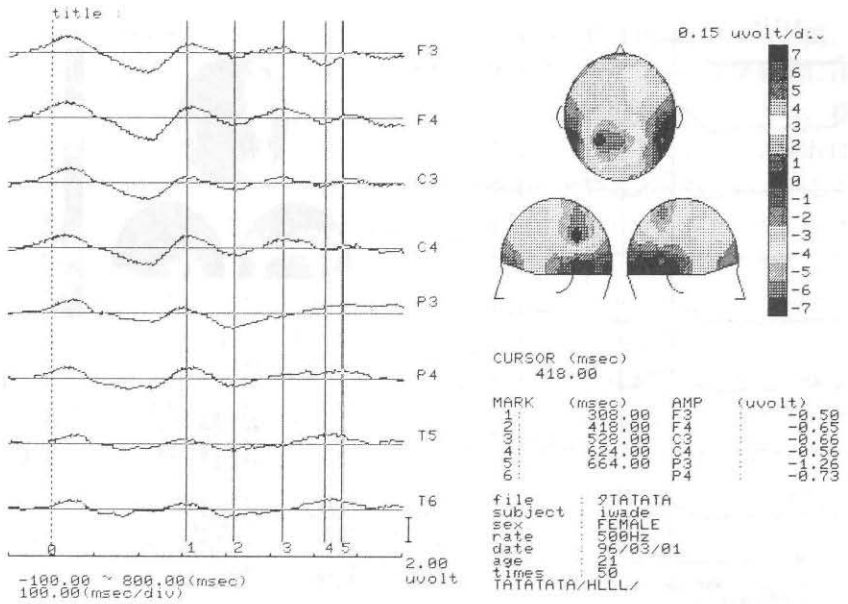 title :
F3
F4
C3
C4
P3
P4
T5
T6
0 1 2 3 4 5
2.00
uvolt
-100.00 ~ 800.00(msec)
100.00(msec/div)
0.15 uvolt/div
7
6
5
4
3
2
1
0
-1
-2
-3
-4
-5
-6
-7
CURSOR (msec)
418.00
MARK (msec) AMP (uvolt)
1: 308.00 F3 : -0.50
2: 418.00 F4 : -0.65
3: 528.00 C3 : -0.66
4: 624.00 C4 : -0.56
5: 664.00 P3 : -1.26
6: P4 -0.73
file : 9TATATA
subject : iwade
sex : FEMALE
rate : 500Hz
date : 96/03/01
age : 21
times : 50
TATATATA/HLLL/